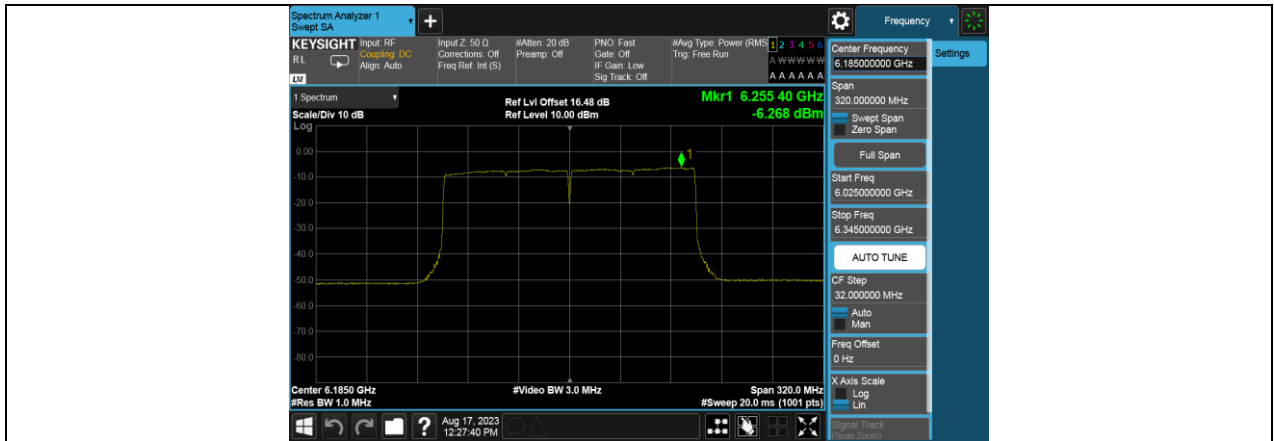 Spectrum Analyzer 1
Swept SA
+
Frequency
KEYSIGHT
RL
LXI
Input: RF
Coupling: DC
Align: Auto
Input Z: 50 Ω
Corrections: Off
Freq Ref: Int (S)
#Atten: 20 dB
Preamp: Off
PNO: Fast
Gate: Off
IF Gain: Low
Sig Track: Off
#Avg Type: Power (RMS
Trig: Free Run
1 2 3 4 5 6
A W W W W W
A A A A A A
Center Frequency
6.185000000 GHz
Settings
1 Spectrum
Scale/Div 10 dB
Ref Lvl Offset 16.48 dB
Ref Level 10.00 dBm
Mkr1 6.255 40 GHz
-6.268 dBm
Log
1
0.00
-10.0
-20.0
-30.0
-40.0
-50.0
-60.0
-70.0
-80.0
Span
320.000000 MHz
Swept Span
Zero Span
Full Span
Start Freq
6.025000000 GHz
Stop Freq
6.345000000 GHz
AUTO TUNE
CF Step
32.000000 MHz
Auto
Man
Freq Offset
0 Hz
X Axis Scale
Log
Lin
Signal Track
(Span Zoom)
Center 6.1850 GHz
#Res BW 1.0 MHz
#Video BW 3.0 MHz
Span 320.0 MHz
#Sweep 20.0 ms (1001 pts)
?
Aug 17, 2023
12:27:40 PM